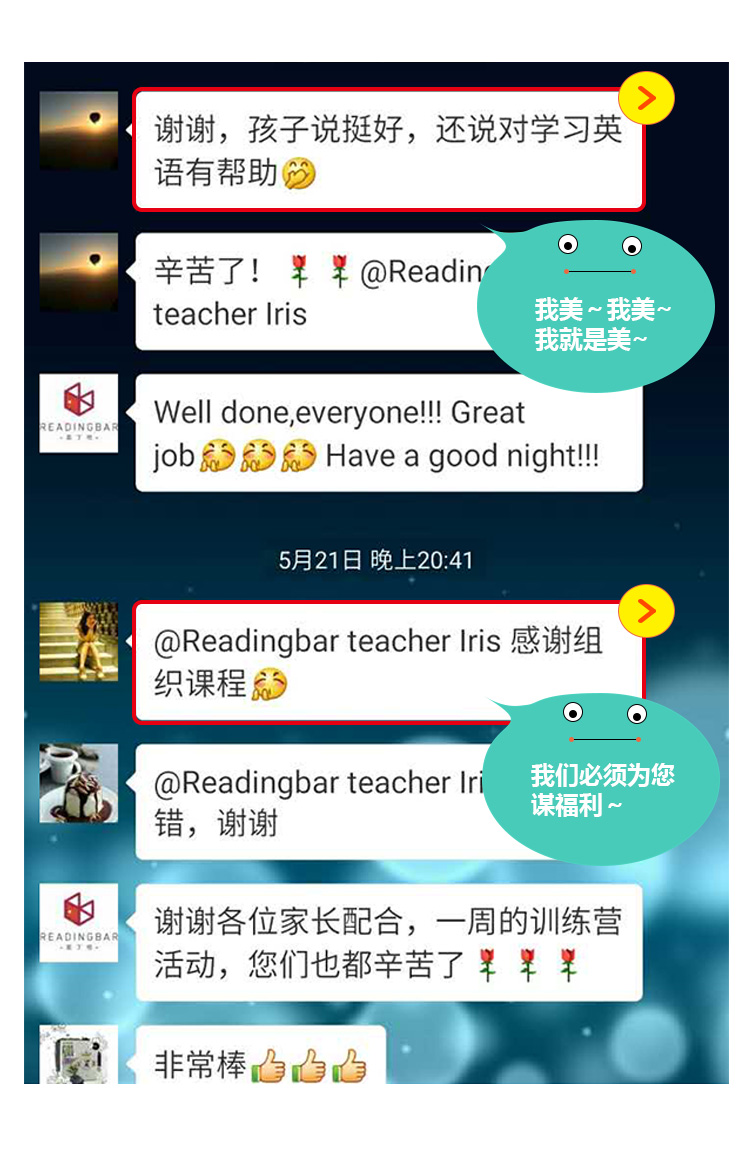 谢谢，孩子说挺好，还说对学习英
语有帮助
辛苦了！ @Reading
teacher Iris
我美～我美~
我就是美~
READINGBAR
Well done,everyone!!! Great
job Have a good night!!!
5月21日 晚上20:41
@Readingbar teacher Iris 感谢组
织课程
我们必须为您
谋福利～
@Readingbar teacher Iri
错，谢谢
READINGBAR
谢谢各位家长配合，一周的训练营
活动，您们也都辛苦了
非常棒